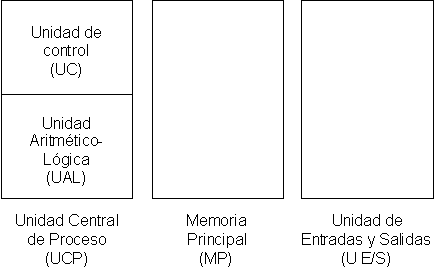 Unidad de
control
(UC)
Unidad
Aritmético-
Lógica
(UAL)
Unidad Central
de Proceso
(UCP)
Memoria
Principal
(MP)
Unidad de
Entradas y Salidas
(U E/S)